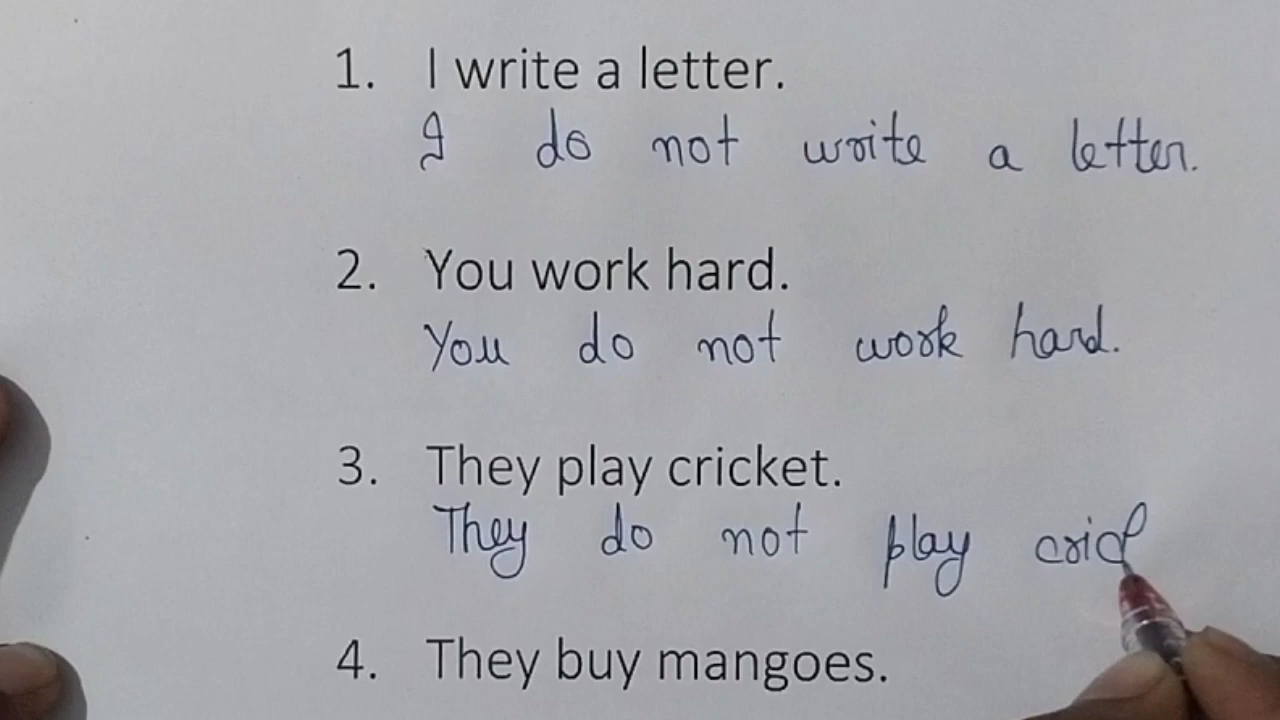 1. I write a letter.
I do not write a letter.
2. You work hard.
You do not work hard.
3. They play cricket.
They do not play crick
4. They buy mangoes.